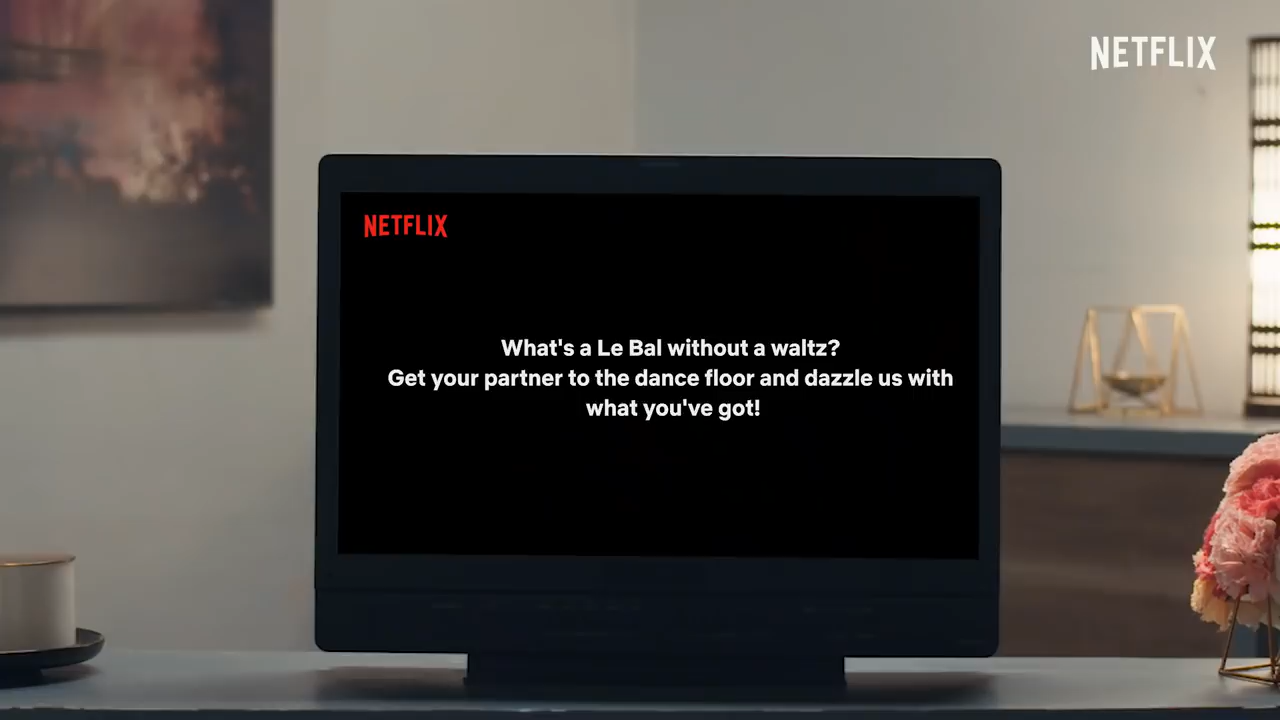 NETFLIX
NETFLIX
What's a Le Bal without a waltz?
Get your partner to the dance floor and dazzle us with
what you've got!